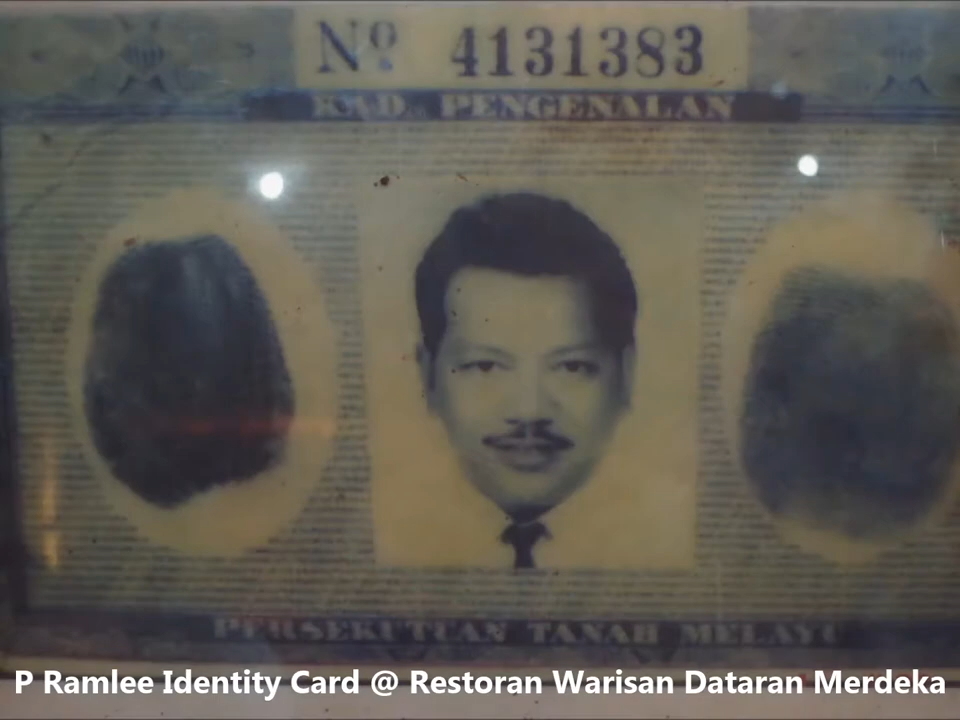 Nº 4131383
KAD PENGENALAN
PERSEKUTUAN TANAH MELAYU
P Ramlee Identity Card @ Restoran Warisan Dataran Merdeka